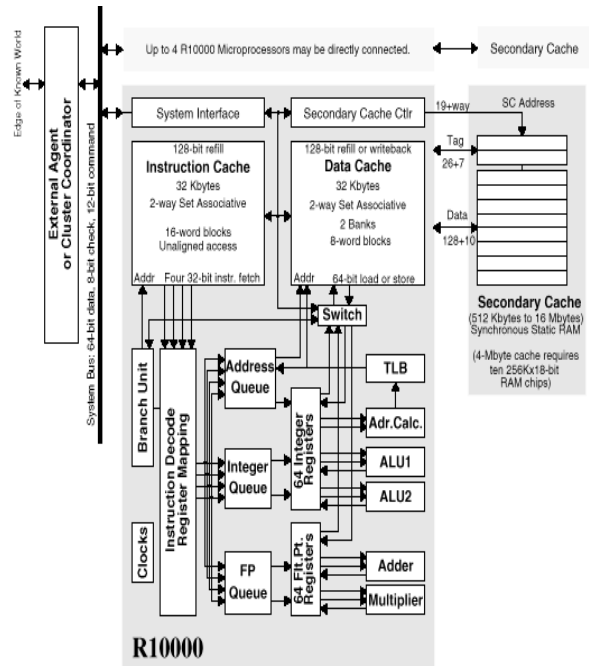 Edge of Known World
External Agent
or Cluster Coordinator
System Bus: 64-bit data, 8-bit check, 12-bit command
Up to 4 R10000 Microprocessors may be directly connected.
Secondary Cache
System Interface
Secondary Cache Ctlr
19+way
SC Address
128-bit refill
Instruction Cache
32 Kbytes
2-way Set Associative
16-word blocks
Unaligned access
Addr
Four 32-bit instr. fetch
128-bit refill or writeback
Data Cache
32 Kbytes
2-way Set Associative
2 Banks
8-word blocks
Addr
64-bit load or store
Tag
26+7
Data
128+10
Secondary Cache
(512 Kbytes to 16 Mbytes)
Synchronous Static RAM
(4-Mbyte cache requires
ten 256Kx18-bit
RAM chips)
Switch
Branch Unit
Clocks
Instruction Decode
Register Mapping
Address
Queue
Integer
Queue
FP
Queue
64 Integer
Registers
64 Flt.Pt.
Registers
TLB
Adr.Calc.
ALU1
ALU2
Adder
Multiplier
R10000